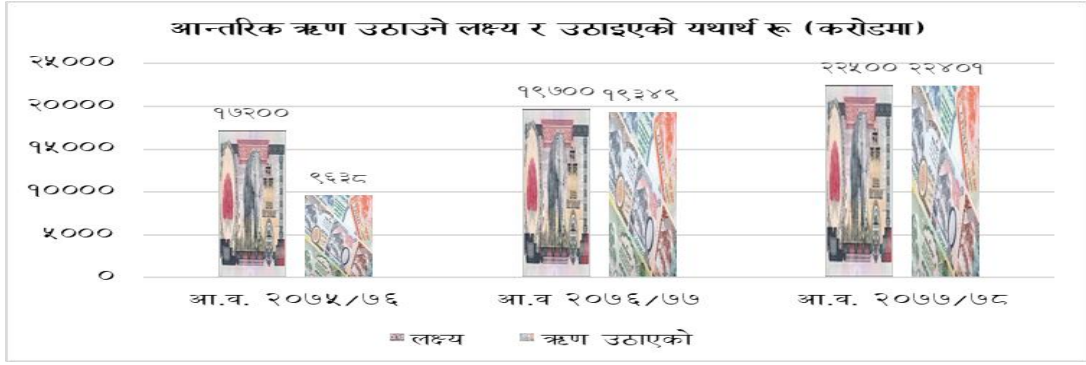 आन्तरिक ऋण उठाउने लक्ष्य र उठाइएको यथार्थ रू (करोडमा)
२५०००
२००००
१५०००
१००००
५०००
०
१७२००
९६३८
१९७००
१९३४९
२२५००
२२४०१
आ.व. २०७५/७६
आ.व २०७६/७७
आ.व. २०७७/७८
लक्ष्य
ऋण उठाएको